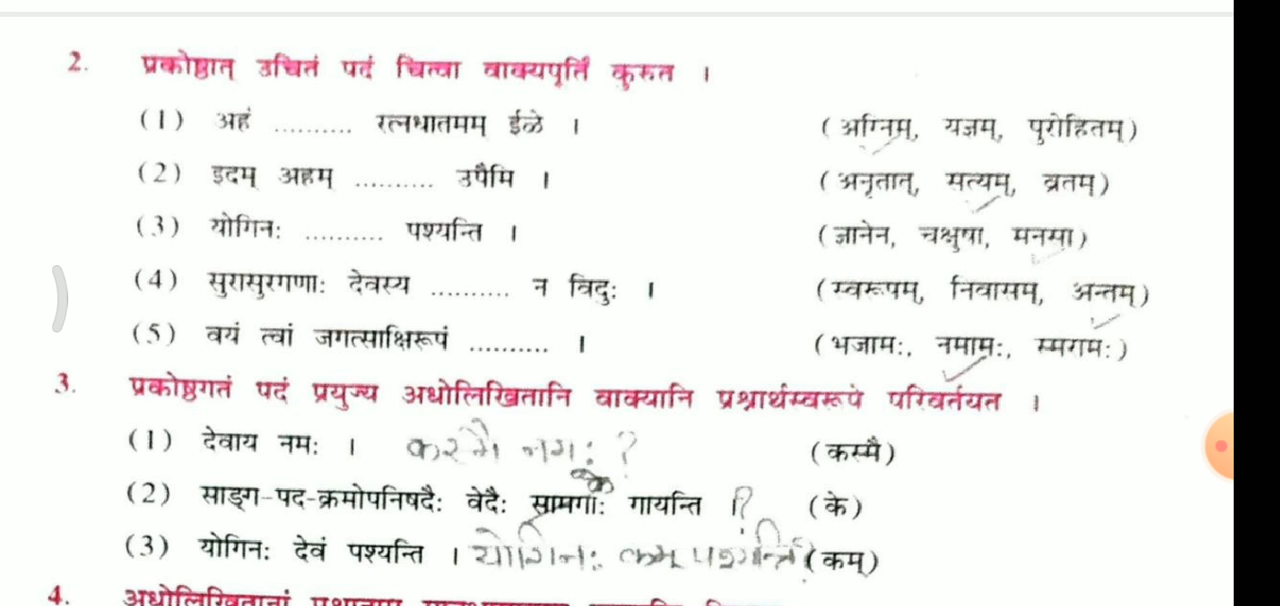 2. प्रकोष्ठात् उचितं पदं चित्वा वाक्यपूर्तिं कुरुत ।
(1) अहं .......... रत्नधातमम् ईळे । (अग्निम्, यज्ञम्, पुरोहितम्)
(2) इदम् अहम् .......... उपैमि । (अनृतात्, सत्यम्, व्रतम्)
(3) योगिनः .......... पश्यन्ति । (ज्ञानेन, चक्षुषा, मनसा)
(4) सुरासुरगणाः देवस्य .......... न विदुः । (स्वरूपम्, निवासम्, अन्तम्)
(5) वयं त्वां जगत्साक्षिरूपं .......... । (भजामः, नमामः, स्मरामः)
3. प्रकोष्ठगतं पदं प्रयुज्य अधोलिखितानि वाक्यानि प्रश्नार्थस्वरूपे परिवर्तयत ।
(1) देवाय नमः । कस्मै नमः ? (कस्मै)
के
(2) साङ्ग-पद-क्रमोपनिषदैः वेदैः सामगाः गायन्ति ।? (के)
(3) योगिनः देवं पश्यन्ति । योगिनः कम् पश्यन्ति ? (कम्)
4. अधोलिखितानां